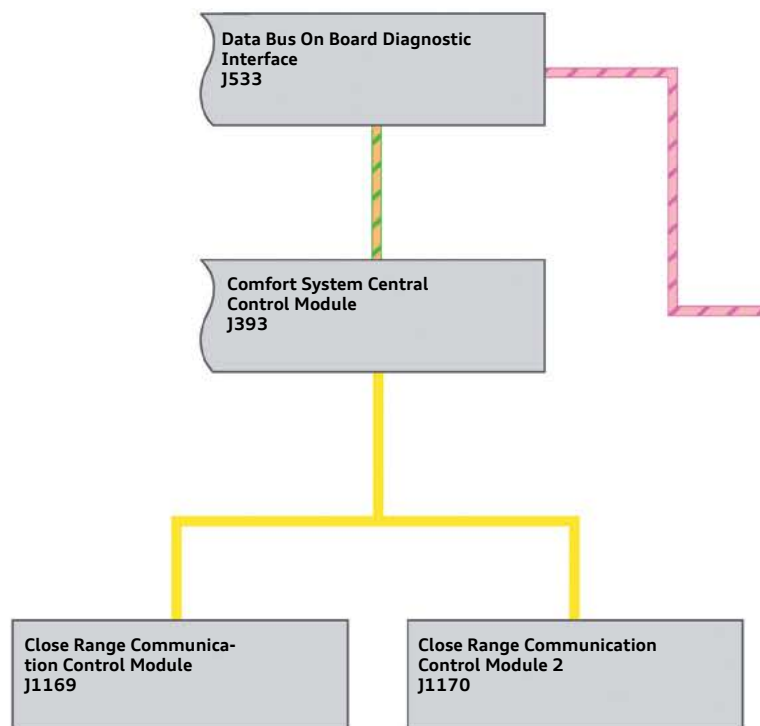 Data Bus On Board Diagnostic
Interface
J533
Comfort System Central
Control Module
J393
Close Range Communica-
tion Control Module
J1169
Close Range Communication
Control Module 2
J1170